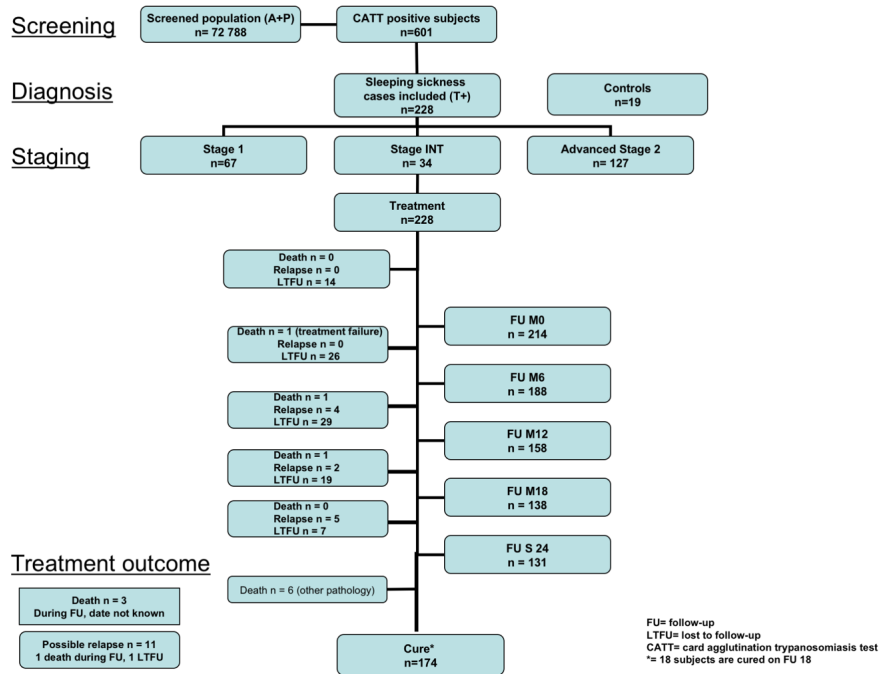 Screening
Screened population (A+P)
n= 72 788
CATT positive subjects
n=601
Diagnosis
Sleeping sickness
cases included (T+)
n=228
Controls
n=19
Staging
Stage 1
n=67
Stage INT
n= 34
Advanced Stage 2
n= 127
Treatment
n=228
Death n = 0
Relapse n = 0
LTFU n = 14
FU M0
n = 214
Death n = 1 (treatment failure)
Relapse n = 0
LTFU n = 26
FU M6
n = 188
Death n = 1
Relapse n = 4
LTFU n = 29
FU M12
n = 158
Death n = 1
Relapse n = 2
LTFU n = 19
FU M18
n = 138
Death n = 0
Relapse n = 5
LTFU n = 7
FU S 24
n = 131
Treatment outcome
Death n = 6 (other pathology)
Death n = 3
During FU, date not known
Possible relapse n = 11
1 death during FU, 1 LTFU
Cure*
n=174
FU= follow-up
LTFU= lost to follow-up
CATT= card agglutination trypanosomiasis test
*= 18 subjects are cured on FU 18